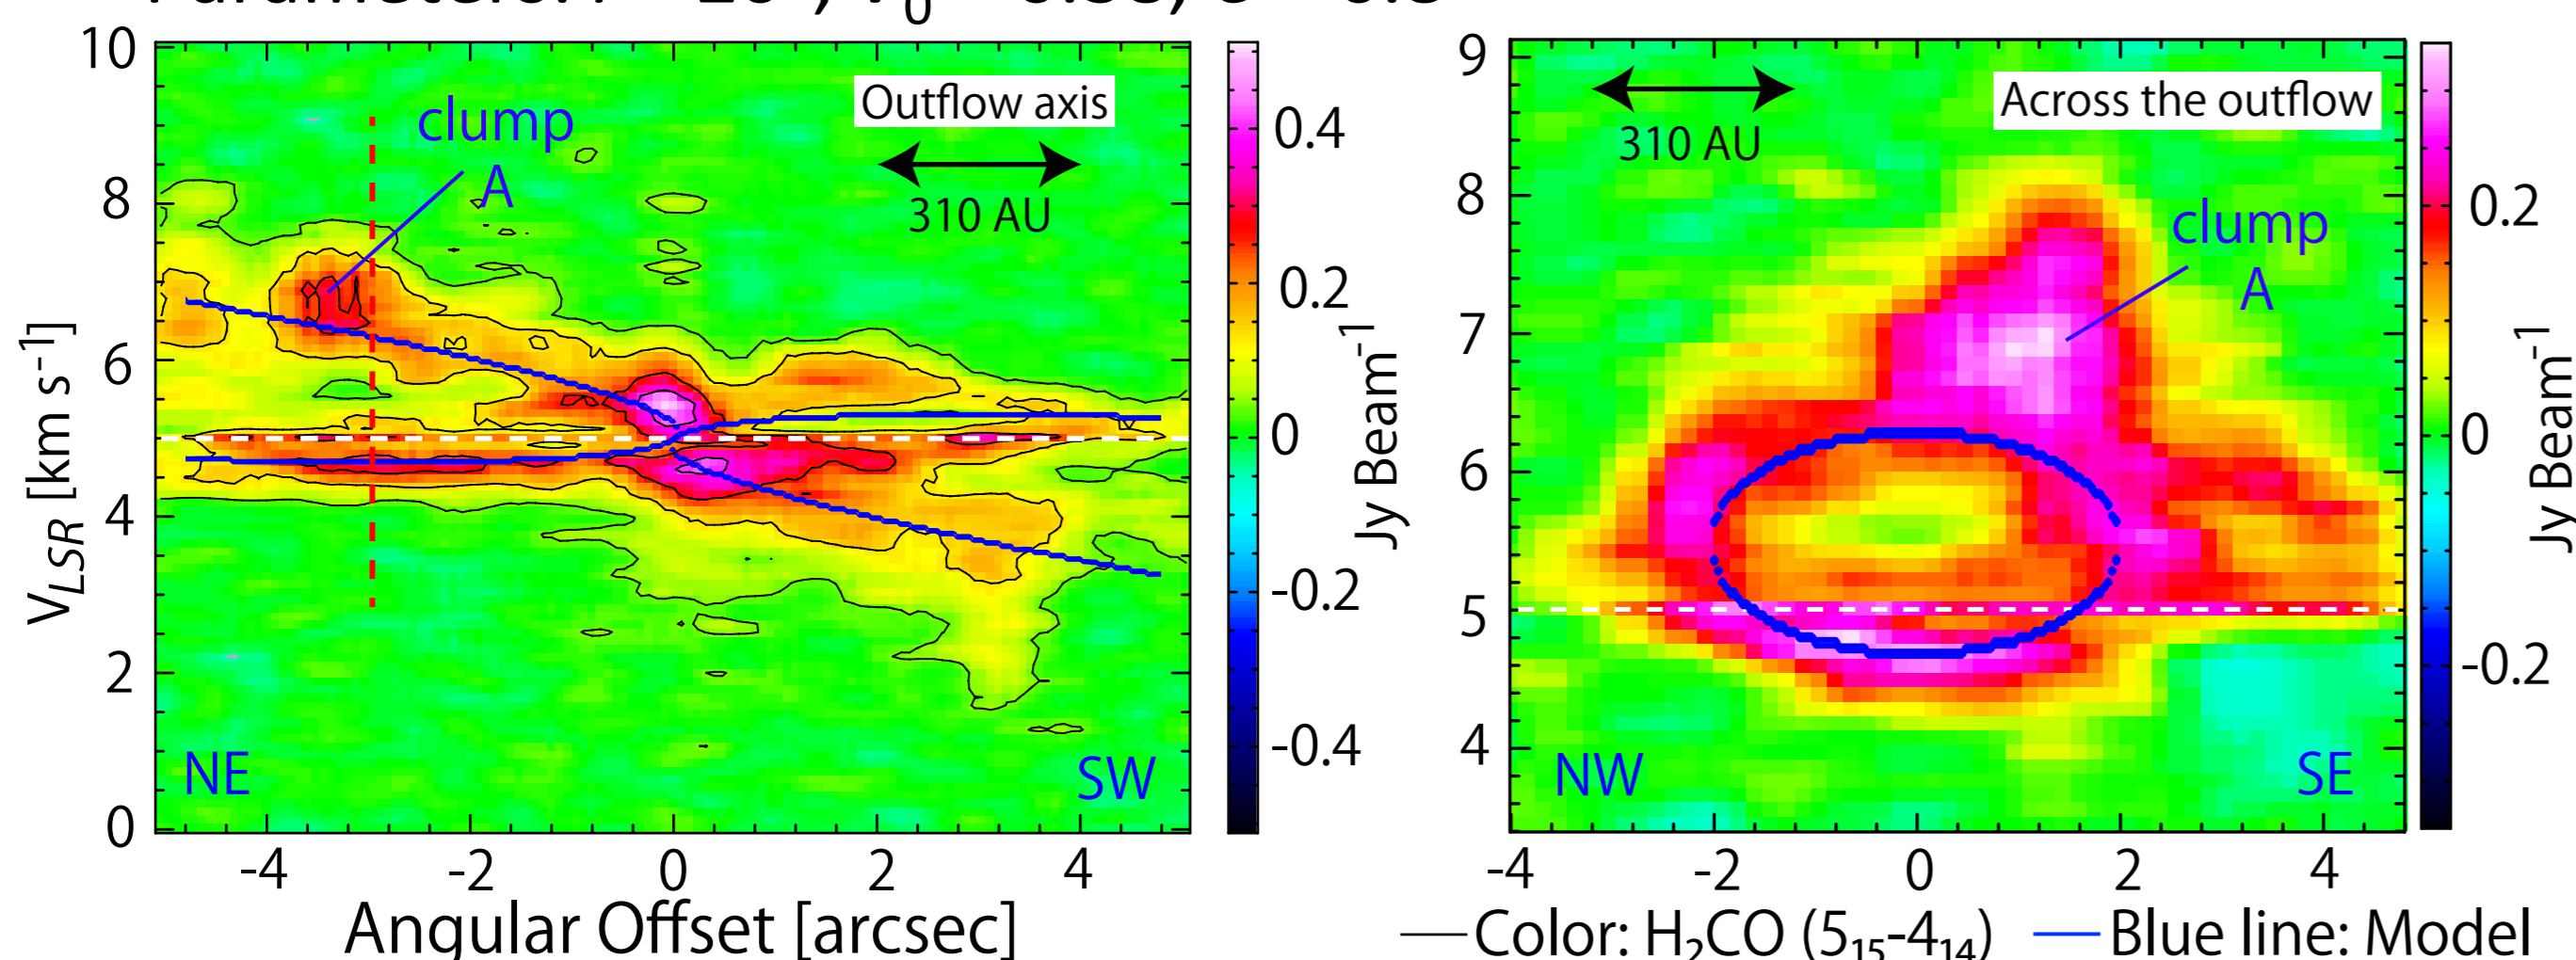 10
8
6
4
2
0
V_LSR [km s⁻¹]
clump
A
Outflow axis
310 AU
NE
SW
-4
-2
0
2
4
Angular Offset [arcsec]
0.4
0.2
0
-0.2
-0.4
Jy Beam⁻¹
9
8
7
6
5
4
310 AU
Across the outflow
clump
A
NW
SE
-4
-2
0
2
4
0.2
0
-0.2
Jy Beam⁻¹
Color: H₂CO (5₁₅-4₁₄)
Blue line: Model